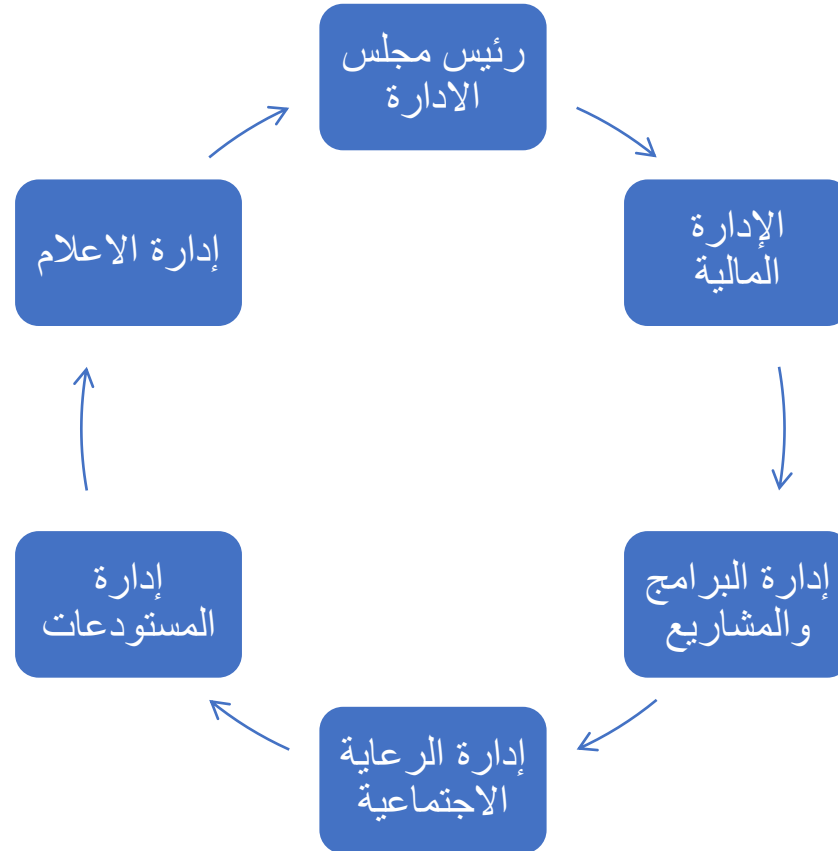 رئيس مجلس
الادارة
الإدارة
المالية
إدارة البرامج
والمشاريع
إدارة الرعاية
الاجتماعية
إدارة
المستودعات
إدارة الاعلام